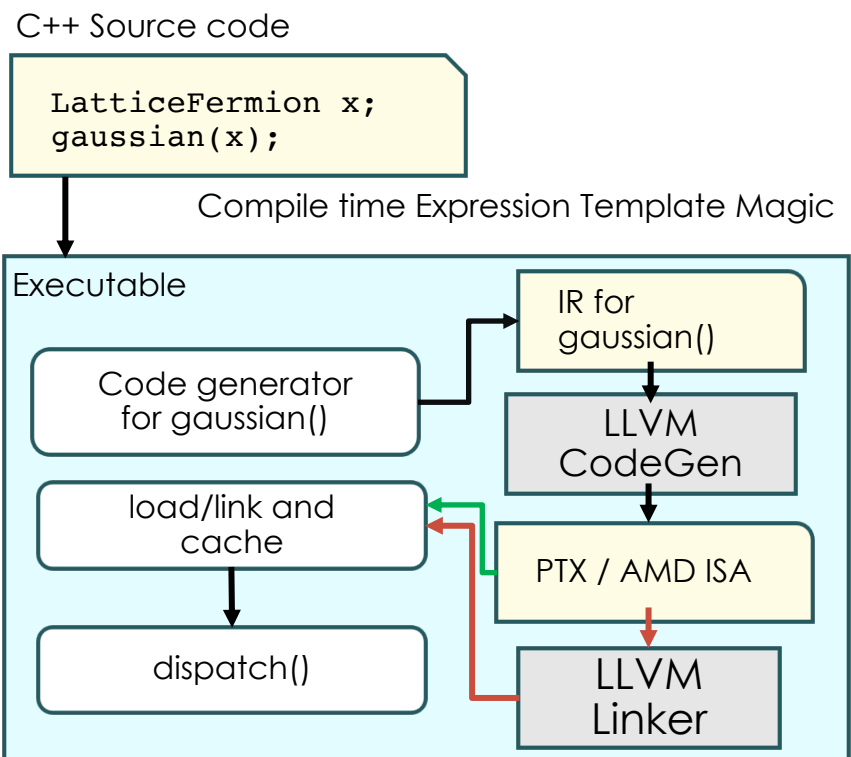 C++ Source code
LatticeFermion x;
gaussian(x);
Compile time Expression Template Magic
Executable
IR for
gaussian()
Code generator
for gaussian()
LLVM
CodeGen
load/link and
cache
PTX / AMD ISA
dispatch()
LLVM
Linker